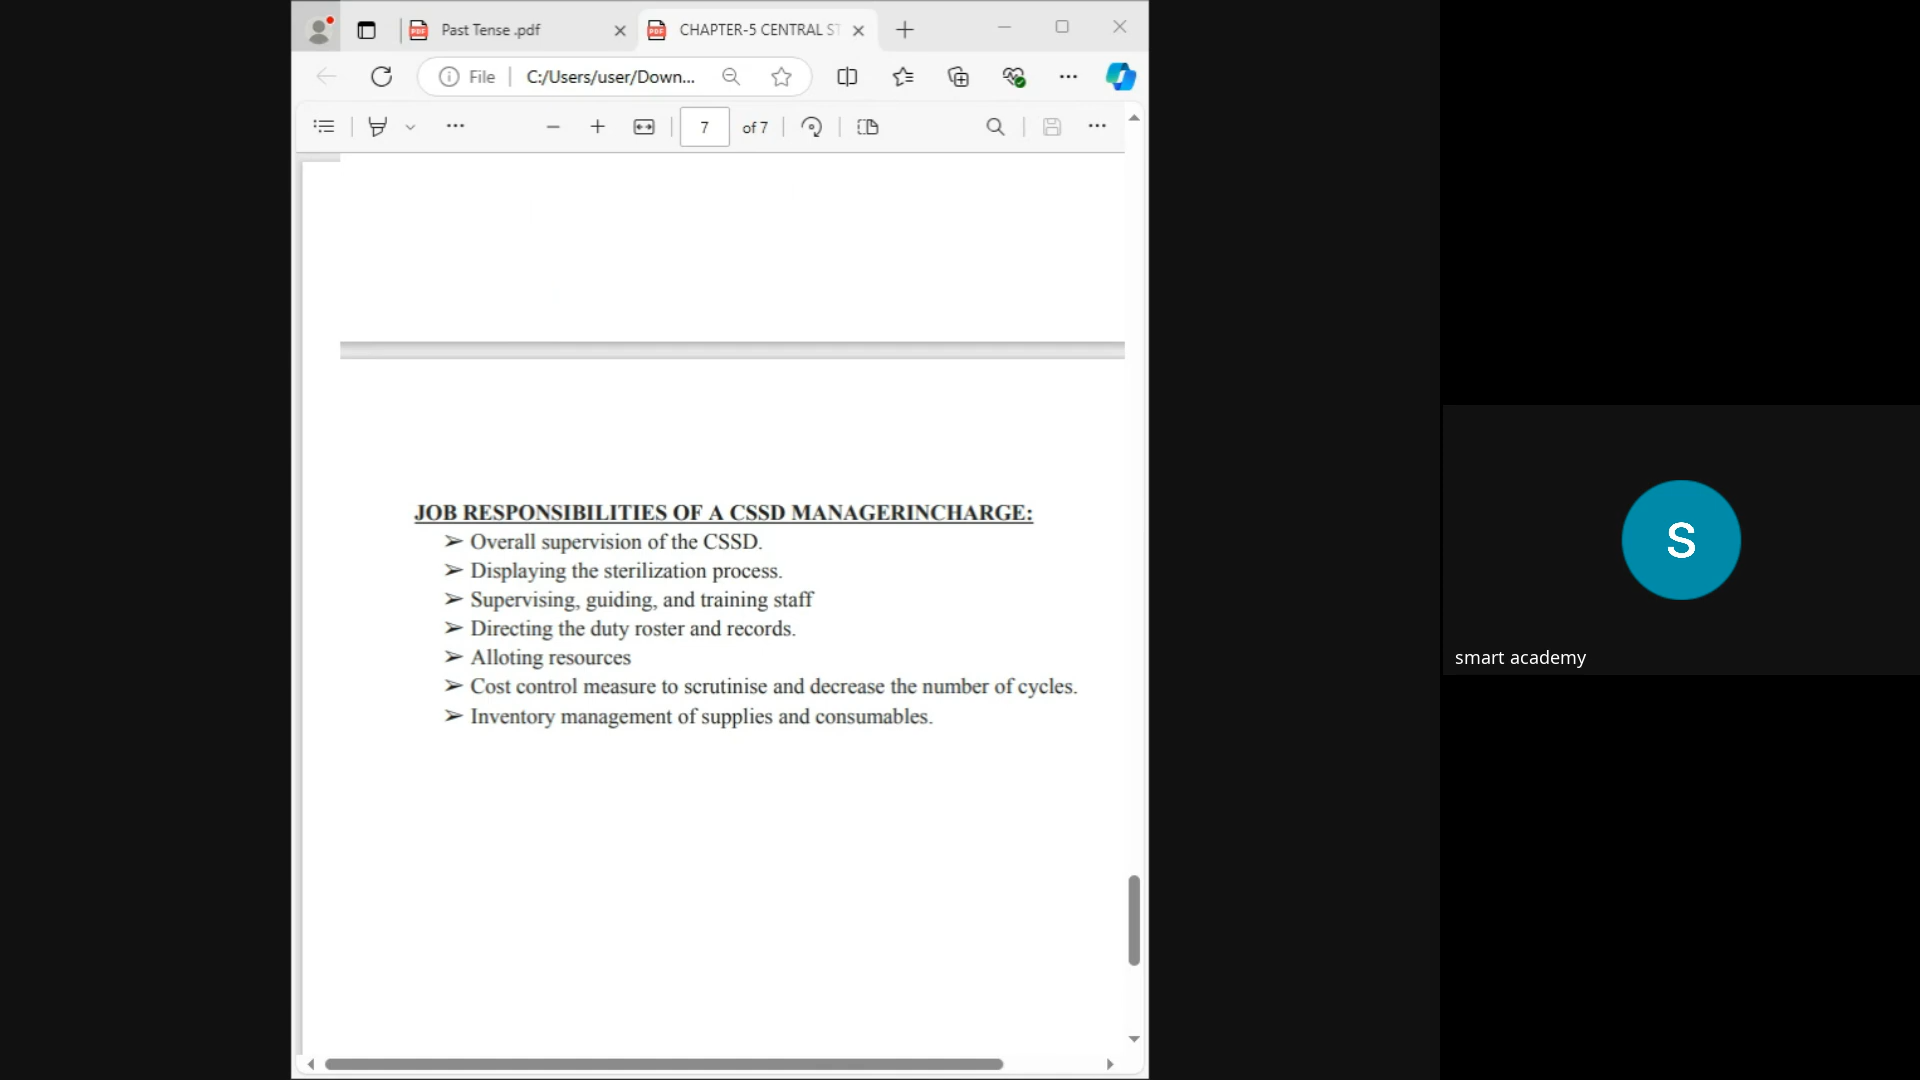 Past Tense .pdf
CHAPTER-5 CENTRAL ST
File
C:/Users/user/Down...
7 of 7
JOB RESPONSIBILITIES OF A CSSD MANAGERINCHARGE:
➢ Overall supervision of the CSSD.
➢ Displaying the sterilization process.
➢ Supervising, guiding, and training staff
➢ Directing the duty roster and records.
➢ Alloting resources
➢ Cost control measure to scrutinise and decrease the number of cycles.
➢ Inventory management of supplies and consumables.
S
smart academy